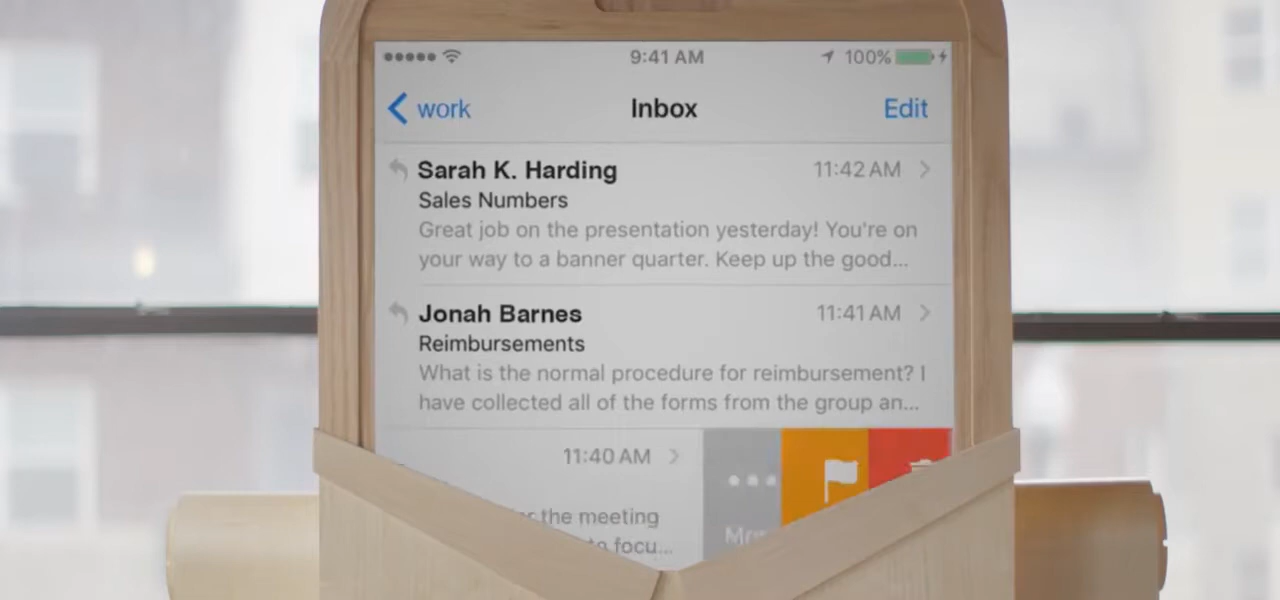 9:41 AM 100%
work Inbox Edit
Sarah K. Harding 11:42 AM
Sales Numbers
Great job on the presentation yesterday! You're on
your way to a banner quarter. Keep up the good...
Jonah Barnes 11:41 AM
Reimbursements
What is the normal procedure for reimbursement? I
have collected all of the forms from the group an...
11:40 AM
the meeting
focu...